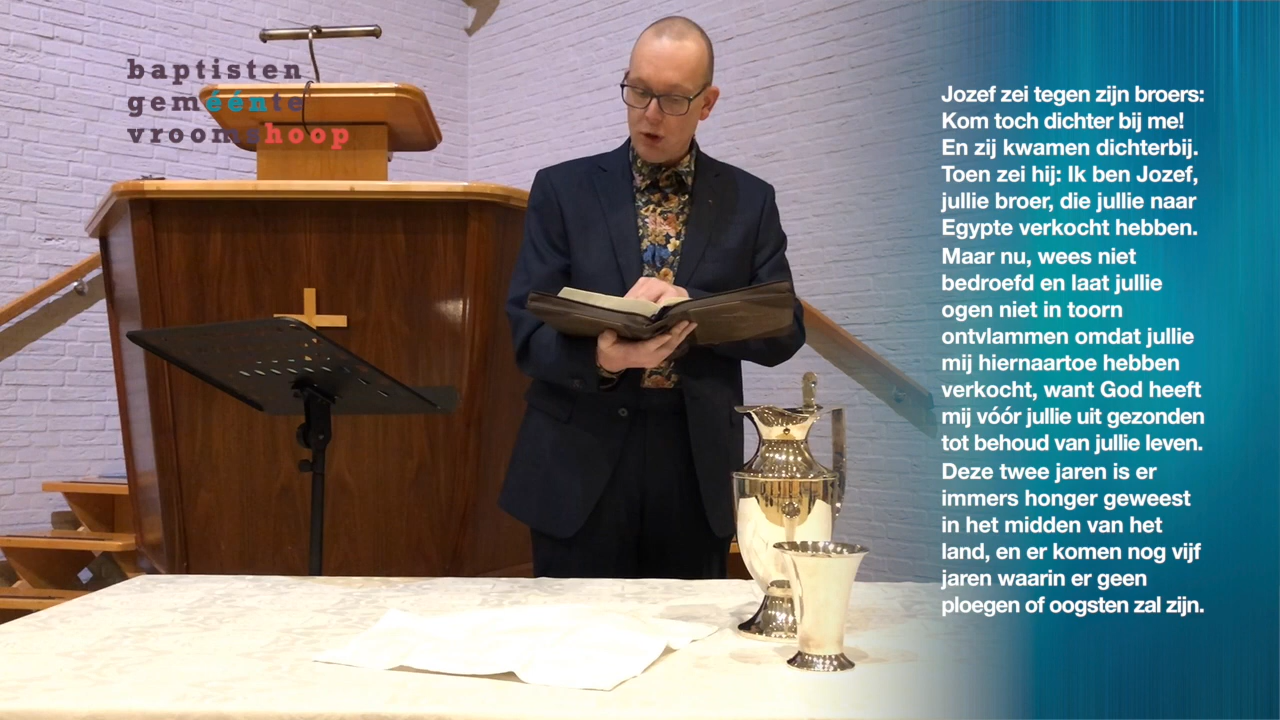 baptisten
geméénte
vroomshoop
Jozef zei tegen zijn broers:
Kom toch dichter bij me!
En zij kwamen dichterbij.
Toen zei hij: Ik ben Jozef,
jullie broer, die jullie naar
Egypte verkocht hebben.
Maar nu, wees niet
bedroefd en laat jullie
ogen niet in toorn
ontvlammen omdat jullie
mij hiernaartoe hebben
verkocht, want God heeft
mij vóór jullie uit gezonden
tot behoud van jullie leven.
Deze twee jaren is er
immers honger geweest
in het midden van het
land, en er komen nog vijf
jaren waarin er geen
ploegen of oogsten zal zijn.